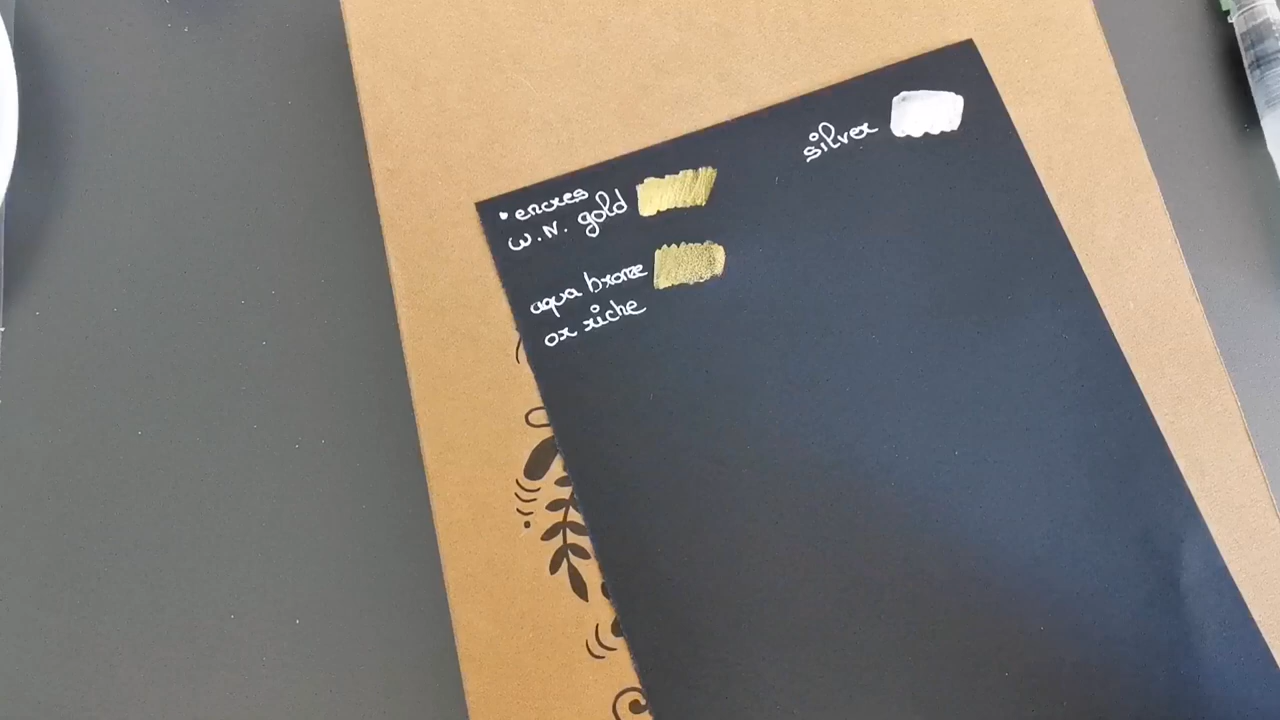 • encres
W.N. gold
silver
aqua bronze
or riche